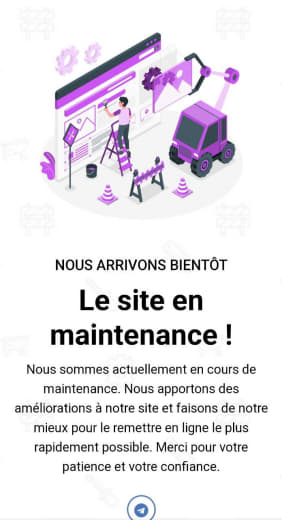 NOUS ARRIVONS BIENTÔT
Le site en
maintenance !
Nous sommes actuellement en cours de
maintenance. Nous apportons des
améliorations à notre site et faisons de notre
mieux pour le remettre en ligne le plus
rapidement possible. Merci pour votre
patience et votre confiance.